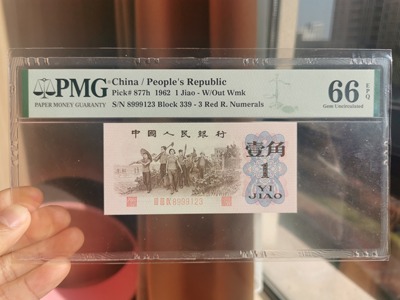 PMG
PAPER MONEY GUARANTY
China / People's Republic
Pick# 877h 1962 1 Jiao - W/Out Wmk
S/N 8999123 Block 339 - 3 Red R. Numerals
66 EPQ
Gem Uncirculated
中國人民銀行
壹角
1
YI
JIAO
8999123